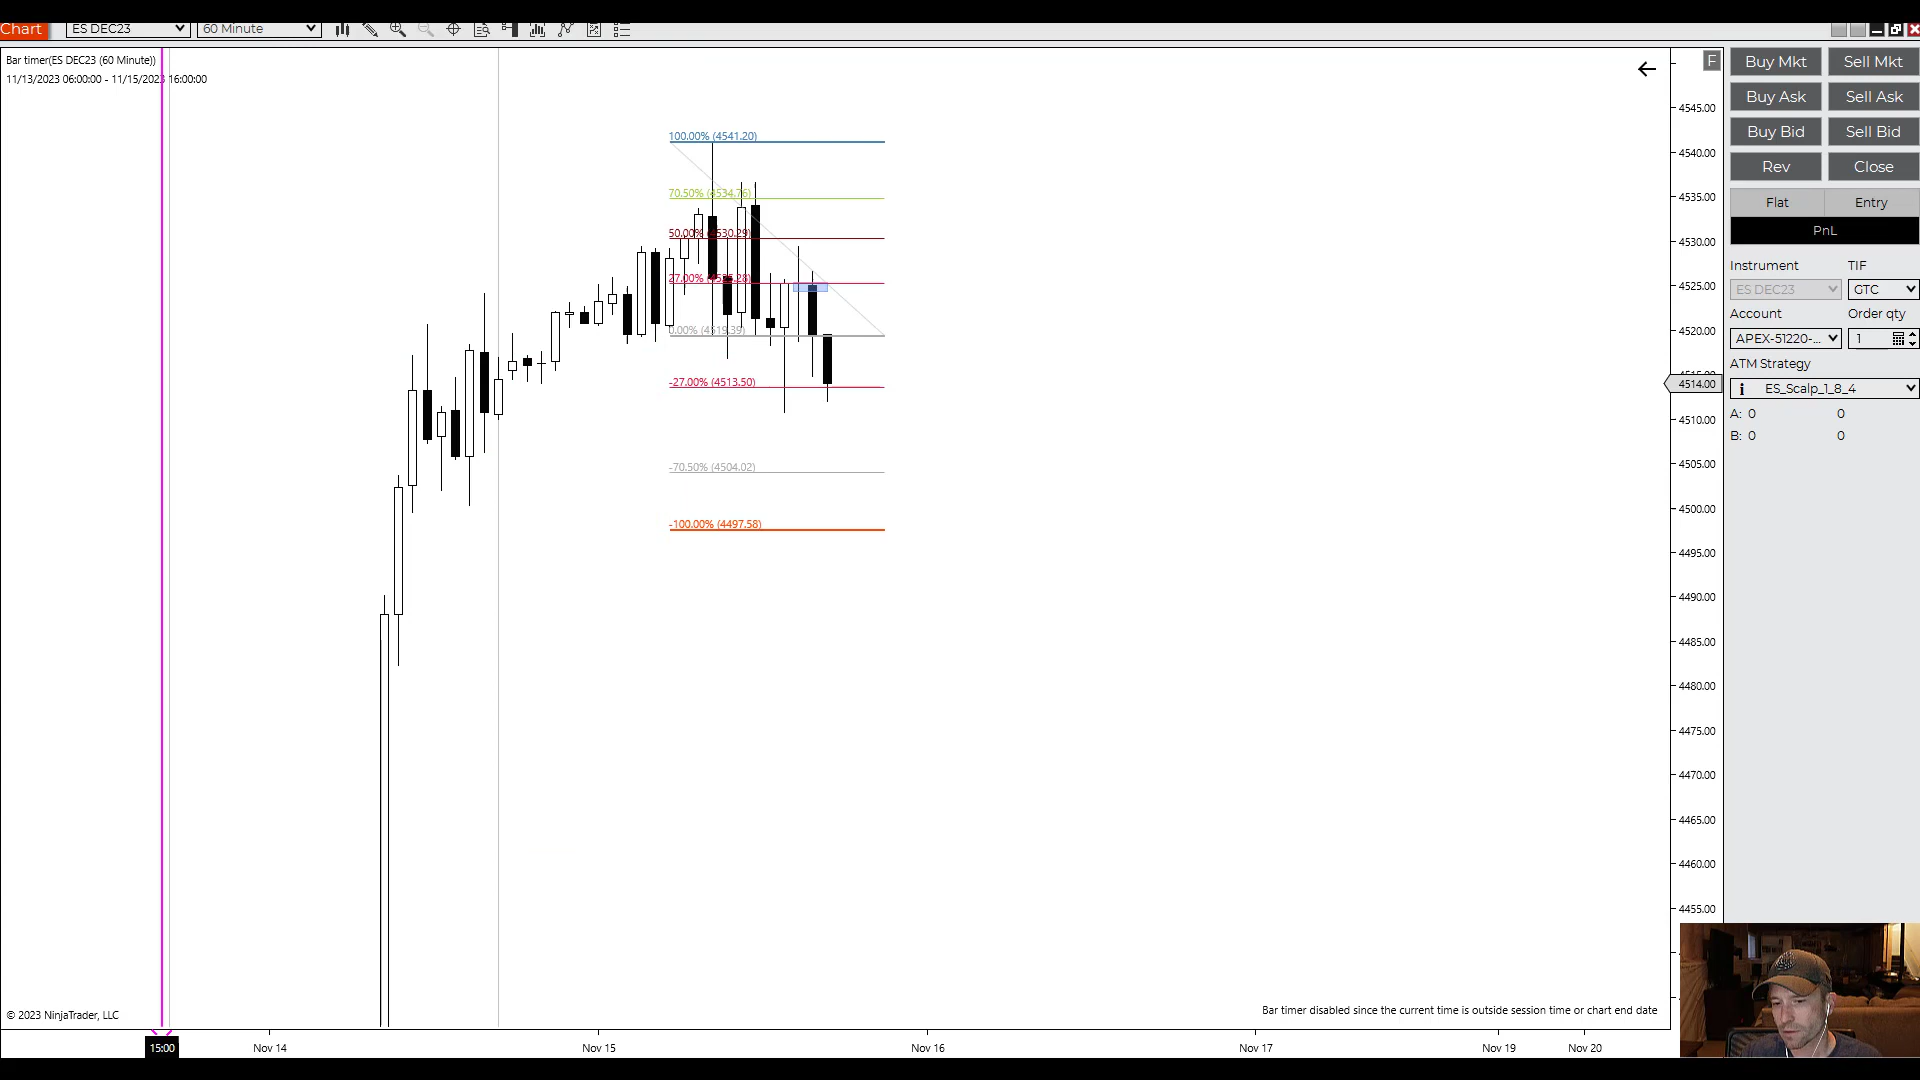 Chart ES DEC23 60 Minute
Bar timer(ES DEC23 (60 Minute))
11/13/2023 06:00:00 - 11/15/2023 16:00:00
F
100.00% (4541.20)
70.50% (4534.76)
50.00% (4530.29)
27.00% (4525.28)
0.00% (4519.39)
-27.00% (4513.50)
-70.50% (4504.02)
-100.00% (4497.58)
4545.00
4540.00
4535.00
4530.00
4525.00
4520.00
4514.00
4510.00
4505.00
4500.00
4495.00
4490.00
4485.00
4480.00
4475.00
4470.00
4465.00
4460.00
4455.00
Buy Mkt Sell Mkt
Buy Ask Sell Ask
Buy Bid Sell Bid
Rev Close
Flat Entry
PnL
Instrument TIF
ES DEC23 GTC
Account Order qty
APEX-51220-... 1
ATM Strategy
ES_Scalp_1_8_4
A: 0 0
B: 0 0
© 2023 NinjaTrader, LLC
Bar timer disabled since the current time is outside session time or chart end date
15:00 Nov 14 Nov 15 Nov 16 Nov 17 Nov 19 Nov 20